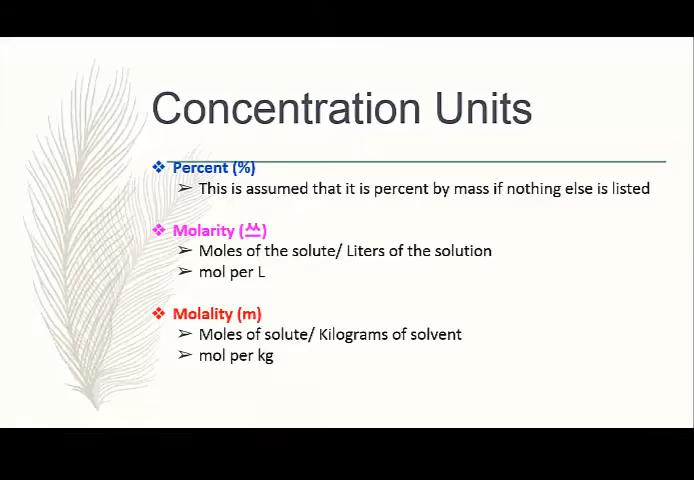 Concentration Units
❖ Percent (%)
➢ This is assumed that it is percent by mass if nothing else is listed
❖ Molarity (M)
➢ Moles of the solute/ Liters of the solution
➢ mol per L
❖ Molality (m)
➢ Moles of solute/ Kilograms of solvent
➢ mol per kg